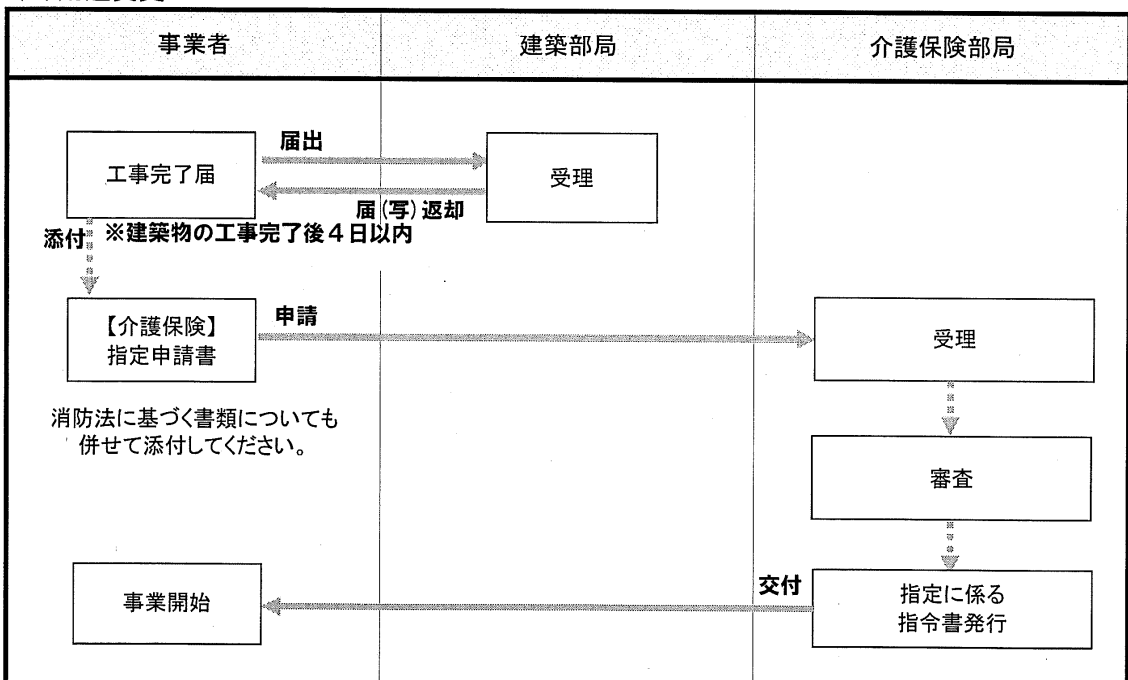 事業者
建築部局
介護保険部局
工事完了届
届出
受理
届(写)返却
添付
※建築物の工事完了後4日以内
【介護保険】
指定申請書
申請
受理
消防法に基づく書類についても
併せて添付してください。
審査
事業開始
交付
指定に係る
指令書発行